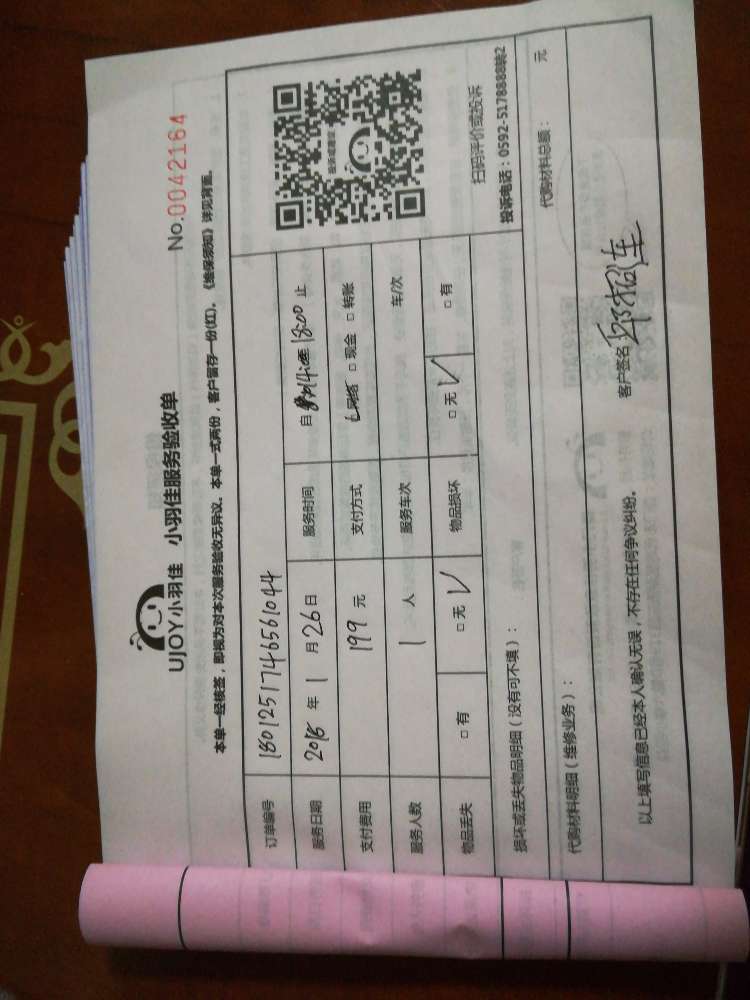 UJOY小羽佳 小羽佳服务验收单
No.0042164
本单一经核签,即视为对本次服务验收无异议。本单一式两份,客户留存一份(红)。《维保须知》详见背面。
订单编号 1801251746561044
服务日期 2018 年 1 月 26 日 服务时间 自 18:00 止
支付费用 199 元 支付方式 网络 □ 现金 □ 转账
服务人数 1 人 服务车次 车/次
物品丢失 □ 有 □ 无 √ 物品损坏 □ 无 √ □ 有
投诉或建议
扫码评价或投诉
投诉电话:0592-5178888转2
损坏或丢失物品明细(没有可不填):
代购材料明细(维修业务): 代购材料总额: 元
以上填写信息已经本人确认无误,不存在任何争议纠纷。
客户签名